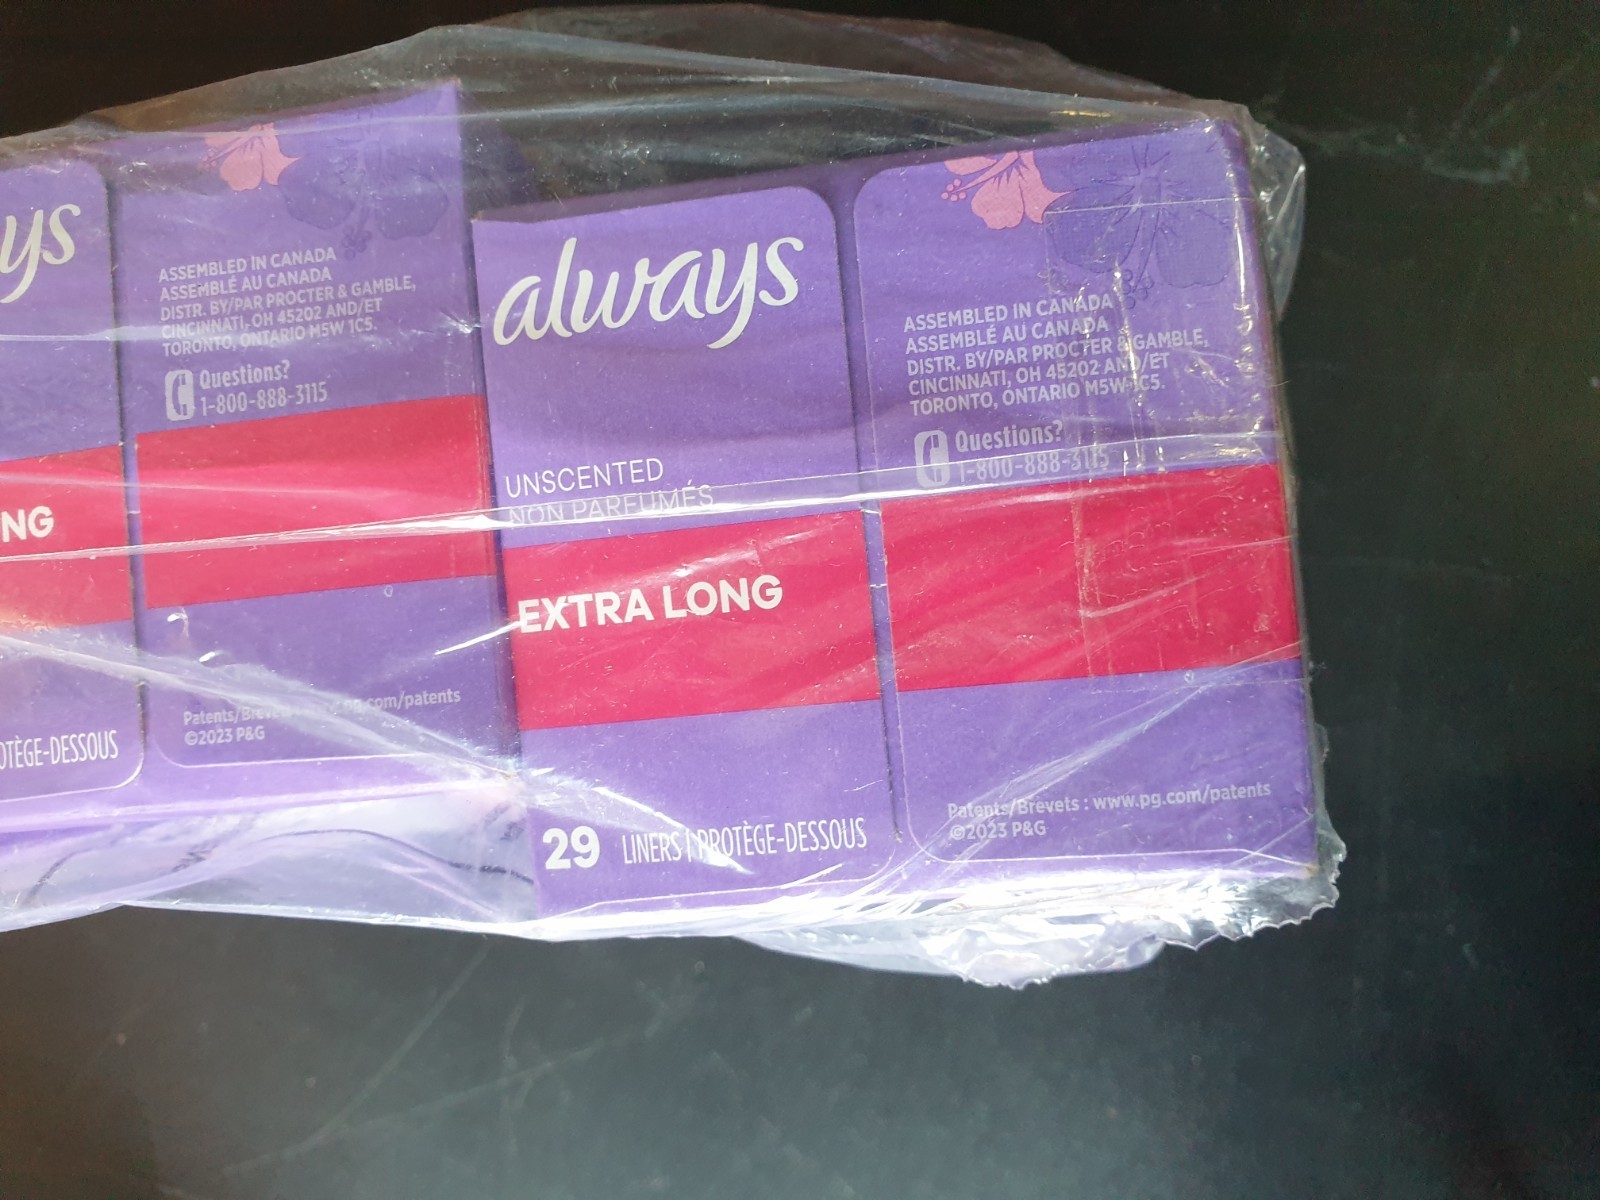 ys
NG
OTÈGE-DESSOUS
ASSEMBLED IN CANADA
ASSEMBLÉ AU CANADA
DISTR. BY/PAR PROCTER & GAMBLE,
CINCINNATI, OH 45202 AND/ET
TORONTO, ONTARIO M5W 1C5.
Questions?
1-800-888-3115
Patents/Brevets pg.com/patents
©2023 P&G
always
UNSCENTED
NON PARFUMÉS
EXTRA LONG
29 LINERS | PROTÈGE-DESSOUS
ASSEMBLED IN CANADA
ASSEMBLÉ AU CANADA
DISTR. BY/PAR PROCTER & GAMBLE,
CINCINNATI, OH 45202 AND/ET
TORONTO, ONTARIO M5W 1C5.
Questions?
1-800-888-3115
Patents/Brevets : www.pg.com/patents
©2023 P&G